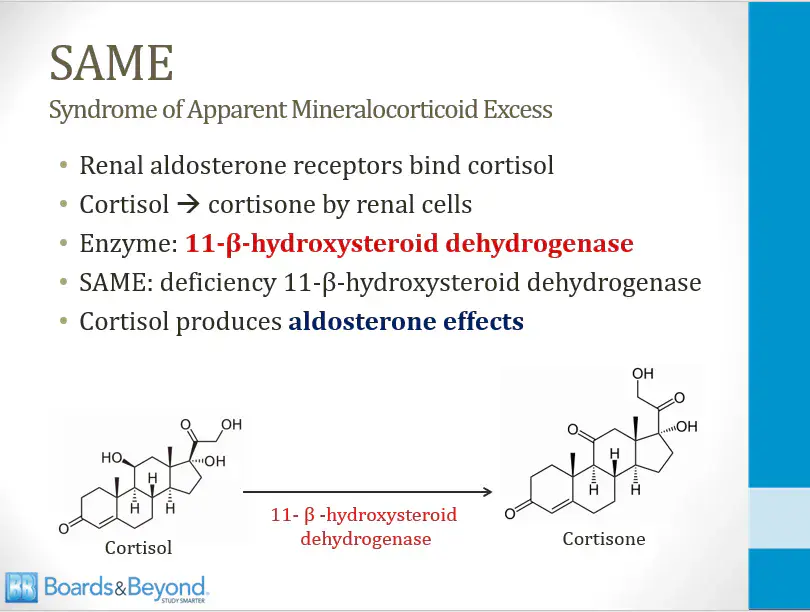 SAME
Syndrome of Apparent Mineralocorticoid Excess
• Renal aldosterone receptors bind cortisol
• Cortisol → cortisone by renal cells
• Enzyme: 11-β-hydroxysteroid dehydrogenase
• SAME: deficiency 11-β-hydroxysteroid dehydrogenase
• Cortisol produces aldosterone effects
O
OH
HO
OH
H
H
H
O
Cortisol
11- β -hydroxysteroid
dehydrogenase
OH
O
O
OH
H
H
H
O
Cortisone
BB
Boards&Beyond.
STUDY SMARTER